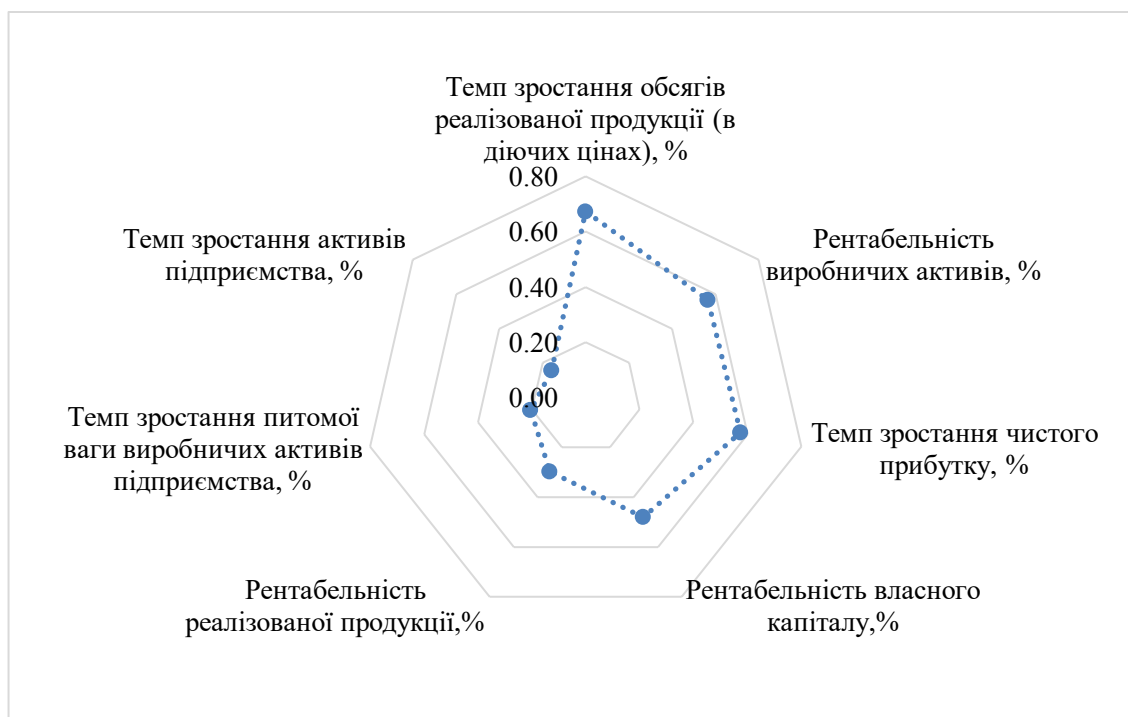 Темп зростання обсягів
реалізованої продукції (в
діючих цінах), %
0.80
0.60
0.40
0.20
0.00
Рентабельність
виробничих активів, %
Темп зростання чистого
прибутку, %
Рентабельність власного
капіталу,%
Рентабельність
реалізованої продукції,%
Темп зростання питомої
ваги виробничих активів
підприємства, %
Темп зростання активів
підприємства, %